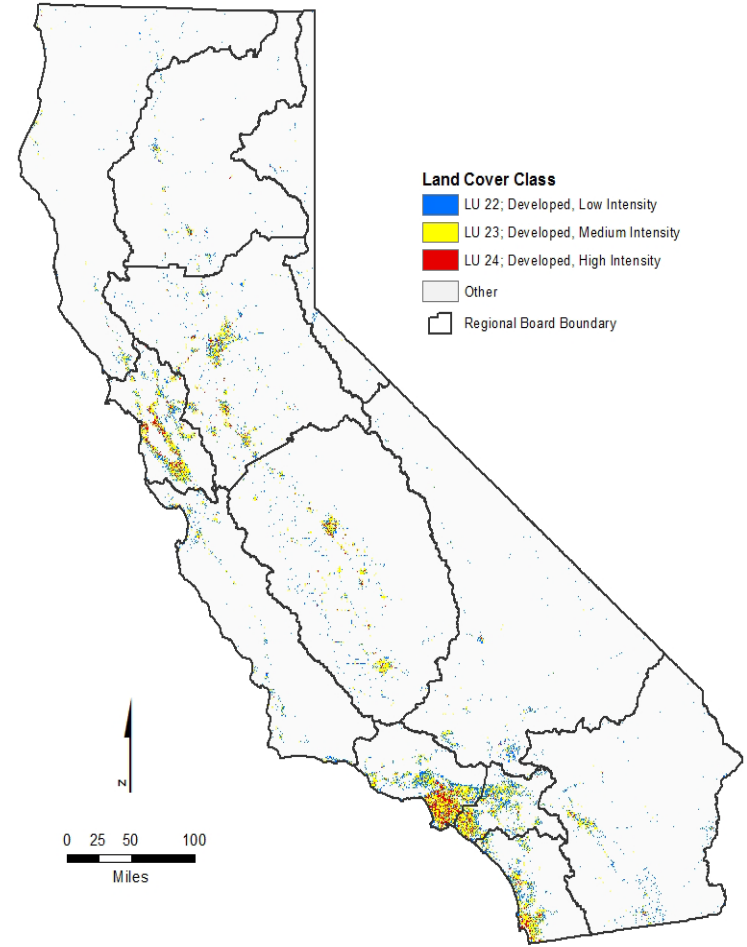 Land Cover Class
LU 22; Developed, Low Intensity
LU 23; Developed, Medium Intensity
LU 24; Developed, High Intensity
Other
Regional Board Boundary
N
0 25 50 100
Miles